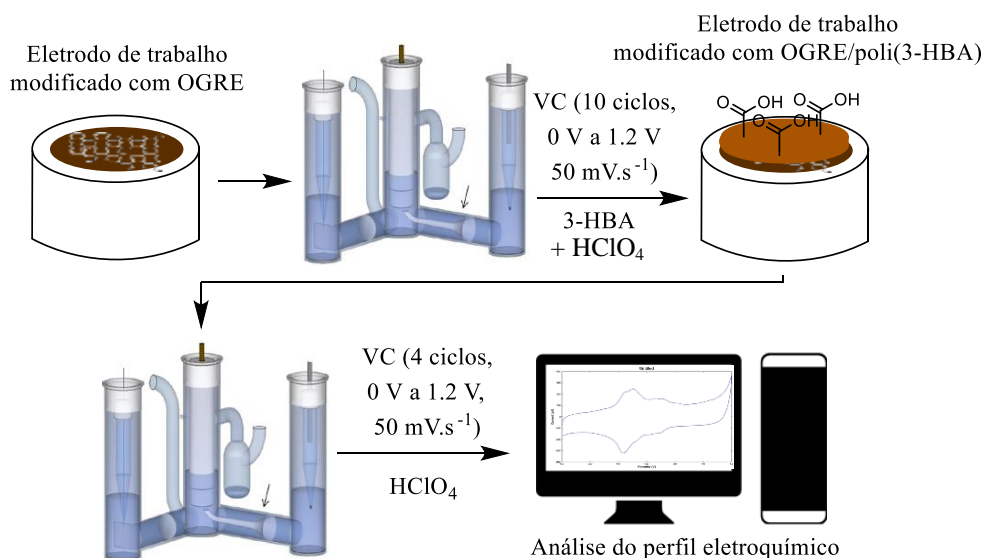 Eletrodo de trabalho
modificado com OGRE
VC (10 ciclos,
0 V a 1.2 V
50 mV.s⁻¹)
3-HBA
+ HClO₄
Eletrodo de trabalho
modificado com OGRE/poli(3-HBA)
O
OH
O
OH
O
OH
VC (4 ciclos,
0 V a 1.2 V,
50 mV.s⁻¹)
HClO₄
Análise do perfil eletroquímico